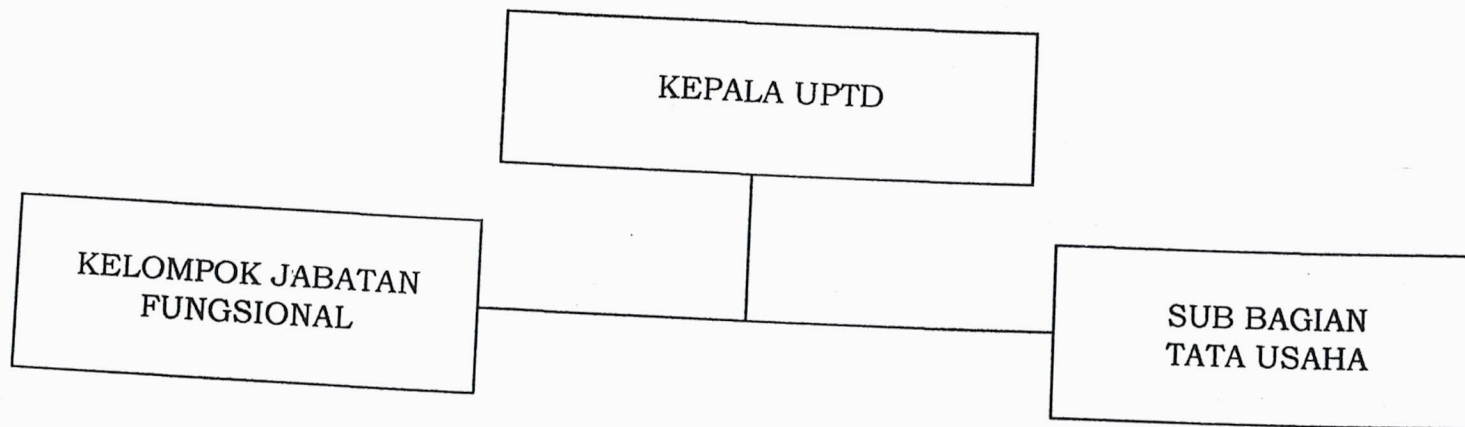 KEPALA UPTD
KELOMPOK JABATAN
FUNGSIONAL
SUB BAGIAN
TATA USAHA